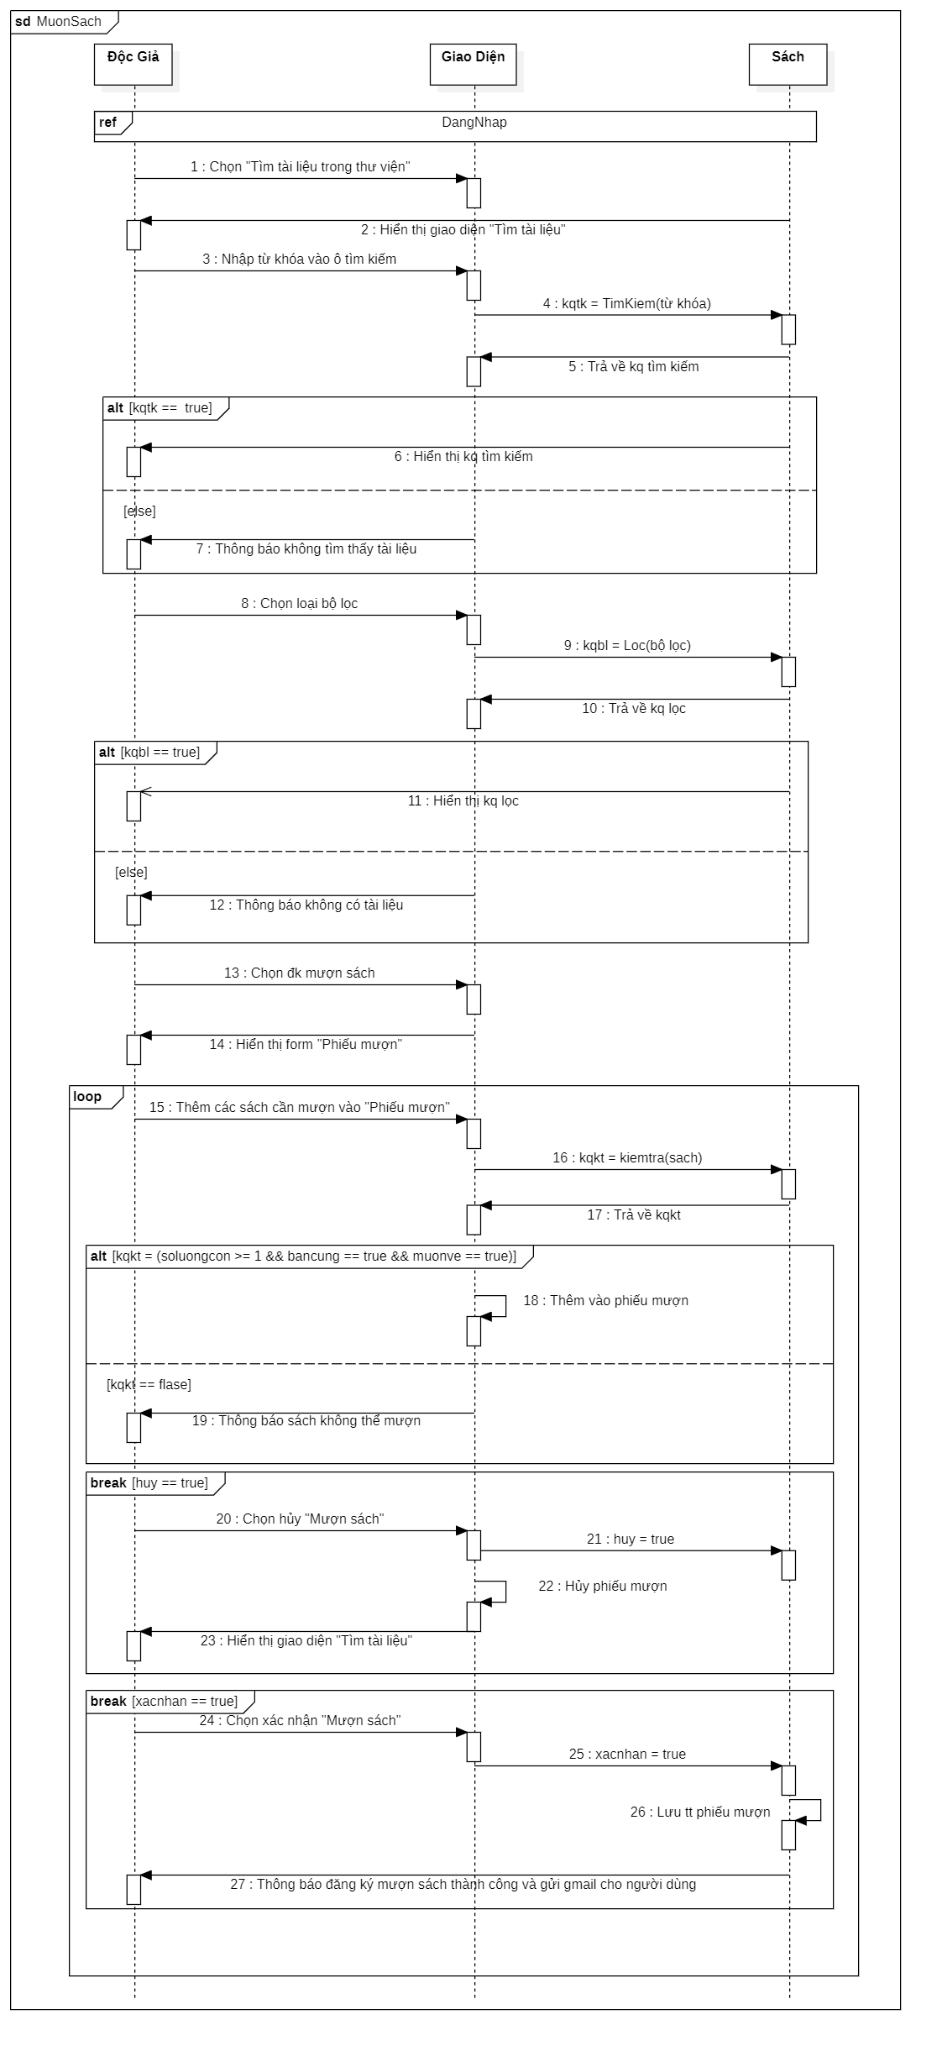 sd MuonSach
Độc Giả
Giao Diện
Sách
ref
DangNhap
1 : Chọn "Tìm tài liệu trong thư viện"
2 : Hiển thị giao diện "Tìm tài liệu"
3 : Nhập từ khóa vào ô tìm kiếm
4 : kqtk = TimKiem(từ khóa)
5 : Trả về kq tìm kiếm
alt [kqtk == true]
6 : Hiển thị kq tìm kiếm
[else]
7 : Thông báo không tìm thấy tài liệu
8 : Chọn loại bộ lọc
9 : kqbl = Loc(bộ lọc)
10 : Trả về kq lọc
alt [kqbl == true]
11 : Hiển thị kq lọc
[else]
12 : Thông báo không có tài liệu
13 : Chọn đk mượn sách
14 : Hiển thị form "Phiếu mượn"
loop
15 : Thêm các sách cần mượn vào "Phiếu mượn"
16 : kqkt = kiemtra(sach)
17 : Trả về kqkt
alt [kqkt = (soluongcon >= 1 && bancung == true && muonve == true)]
18 : Thêm vào phiếu mượn
[kqkt == flase]
19 : Thông báo sách không thể mượn
break [huy == true]
20 : Chọn hủy "Mượn sách"
21 : huy = true
22 : Hủy phiếu mượn
23 : Hiển thị giao diện "Tìm tài liệu"
break [xacnhan == true]
24 : Chọn xác nhận "Mượn sách"
25 : xacnhan = true
26 : Lưu tt phiếu mượn
27 : Thông báo đăng ký mượn sách thành công và gửi gmail cho người dùng